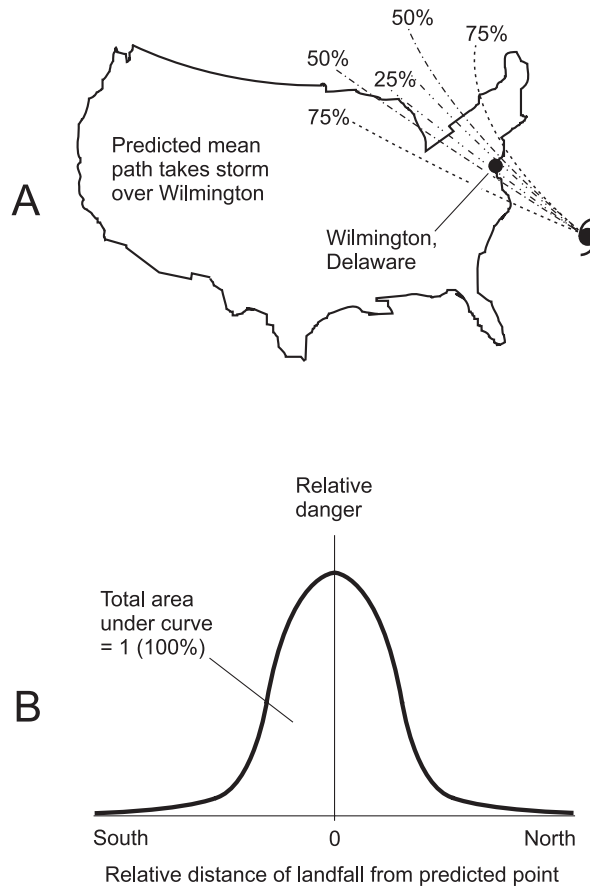 50%
75%
50%
25%
75%
Predicted mean
path takes storm
over Wilmington
A
Wilmington,
Delaware
Relative
danger
Total area
under curve
= 1 (100%)
B
South
0
North
Relative distance of landfall from predicted point